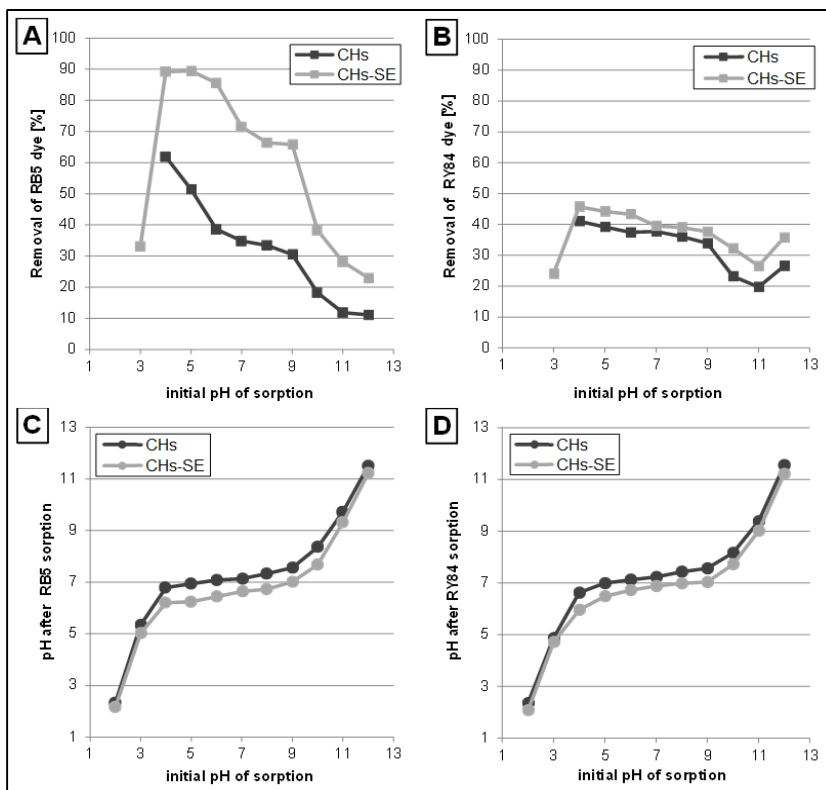 A
CHs
CHs-SE
Removal of RB5 dye [%]
100
90
80
70
60
50
40
30
20
10
0
1 3 5 7 9 11 13
initial pH of sorption
B
CHs
CHs-SE
Removal of RY84 dye [%]
100
90
80
70
60
50
40
30
20
10
0
1 3 5 7 9 11 13
initial pH of sorption
C
CHs
CHs-SE
pH after RB5 sorption
13
11
9
7
5
3
1
1 3 5 7 9 11 13
initial pH of sorption
D
CHs
CHs-SE
pH after RY84 sorption
13
11
9
7
5
3
1
1 3 5 7 9 11 13
initial pH of sorption